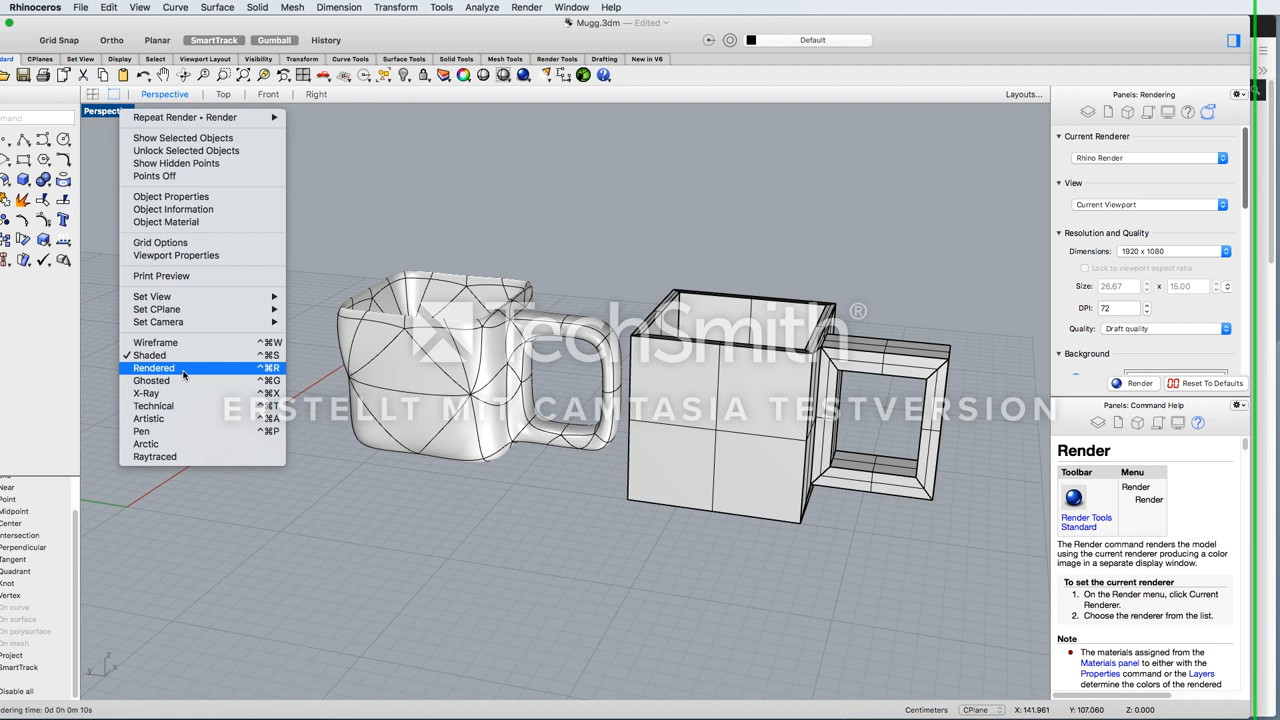 Rhinoceros File Edit View Curve Surface Solid Mesh Dimension Transform Tools Analyze Render Window Help
Mugg.3dm — Edited
Grid Snap Ortho Planar SmartTrack Gumball History Default
dard CPlanes Set View Display Select Viewport Layout Visibility Transform Curve Tools Surface Tools Solid Tools Mesh Tools Render Tools Drafting New in V6
Perspective Top Front Right Layouts...
mmand
Perspecti
Repeat Render • Render
Show Selected Objects
Unlock Selected Objects
Show Hidden Points
Points Off
Object Properties
Object Information
Object Material
Grid Options
Viewport Properties
Print Preview
Set View
Set CPlane
Set Camera
Wireframe ^⌘W
✓ Shaded ^⌘S
Rendered ^⌘R
Ghosted ^⌘G
X-Ray ^⌘X
Technical ^⌘T
Artistic ^⌘A
Pen ^⌘P
Arctic
Raytraced
TechSmith®
ERSTELLT MIT CAMTASIA TESTVERSION
Near
Point
Midpoint
Center
ntersection
Perpendicular
Tangent
Quadrant
Knot
Vertex
On curve
On surface
On polysurface
On mesh
Project
SmartTrack
Disable all
z
y x
Panels: Rendering
Current Renderer
Rhino Render
View
Current Viewport
Resolution and Quality
Dimensions: 1920 x 1080
Lock to viewport aspect ratio
Size: 26.67 x 15.00
DPI: 72
Quality: Draft quality
Background
Render Reset To Defaults
Panels: Command Help
Render
Toolbar Menu
Render
Render
Render Tools
Standard
The Render command renders the model
using the current renderer producing a color
image in a separate display window.
To set the current renderer
1. On the Render menu, click Current
Renderer.
2. Choose the renderer from the list.
Note
• The materials assigned from the
Materials panel to either with the
Properties command or the Layers
determine the colors of the rendered
ndering time: 0d 0h 0m 10s Centimeters CPlane X: 141.961 Y: 107.060 Z: 0.000